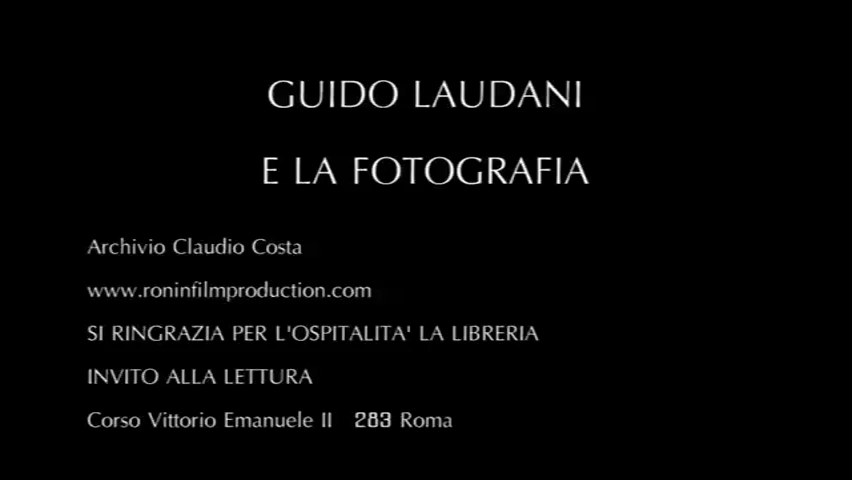 GUIDO LAUDANI
E LA FOTOGRAFIA
Archivio Claudio Costa
www.roninfilmproduction.com
SI RINGRAZIA PER L'OSPITALITA' LA LIBRERIA
INVITO ALLA LETTURA
Corso Vittorio Emanuele II 283 Roma